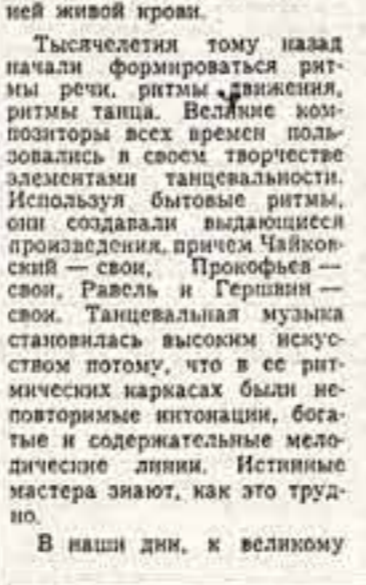 ней живой крови.
Тысячелетия тому назад
начали формироваться рит-
мы речи, ритмы движения,
ритмы танца. Великие ком-
позиторы всех времен поль-
зовались в своем творчестве
элементами танцевальности.
Используя бытовые ритмы,
они создавали выдающиеся
произведения, причем Чайков-
ский — свои, Прокофьев —
свои, Равель и Гершвин —
свои. Танцевальная музыка
становилась высоким искус-
ством потому, что в ее рит-
мических каркасах были не-
повторимые интонации, бога-
тые и содержательные мело-
дические линии. Истинные
мастера знают, как это труд-
но.
В наши дни, к великому